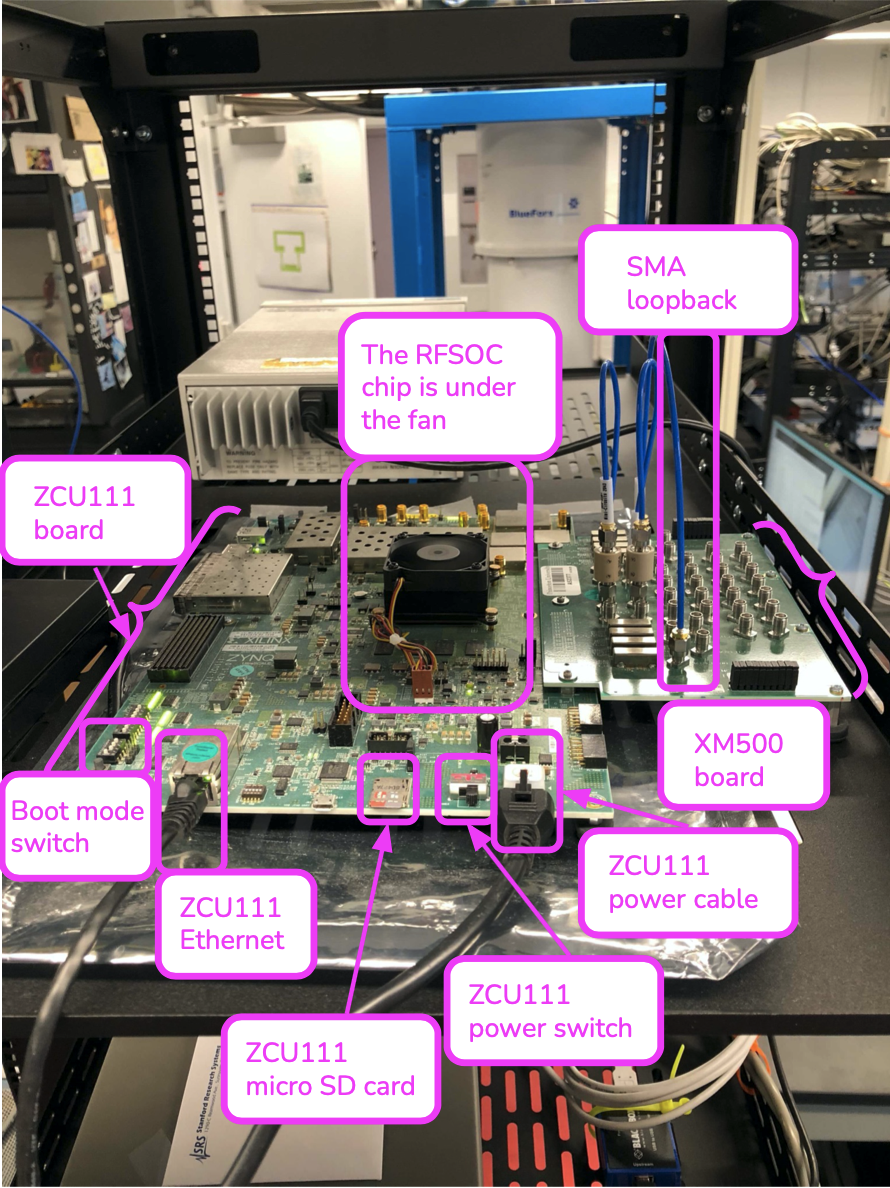 BlueFors
SMA
loopback
The RFSOC
chip is under
the fan
WARNING
ZCU111
board
XILINX
ZYNQ
XM500
board
Boot mode
switch
ZCU111
power cable
ZCU111
Ethernet
ZCU111
power switch
ZCU111
micro SD card
SRS Stanford Research Systems